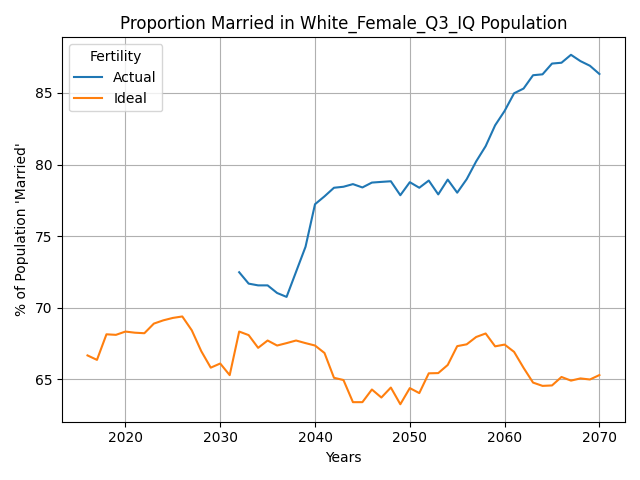 Proportion Married in White_Female_Q3_IQ Population
Fertility
Actual
Ideal
% of Population 'Married'
85
80
75
70
65
2020
2030
2040
2050
2060
2070
Years